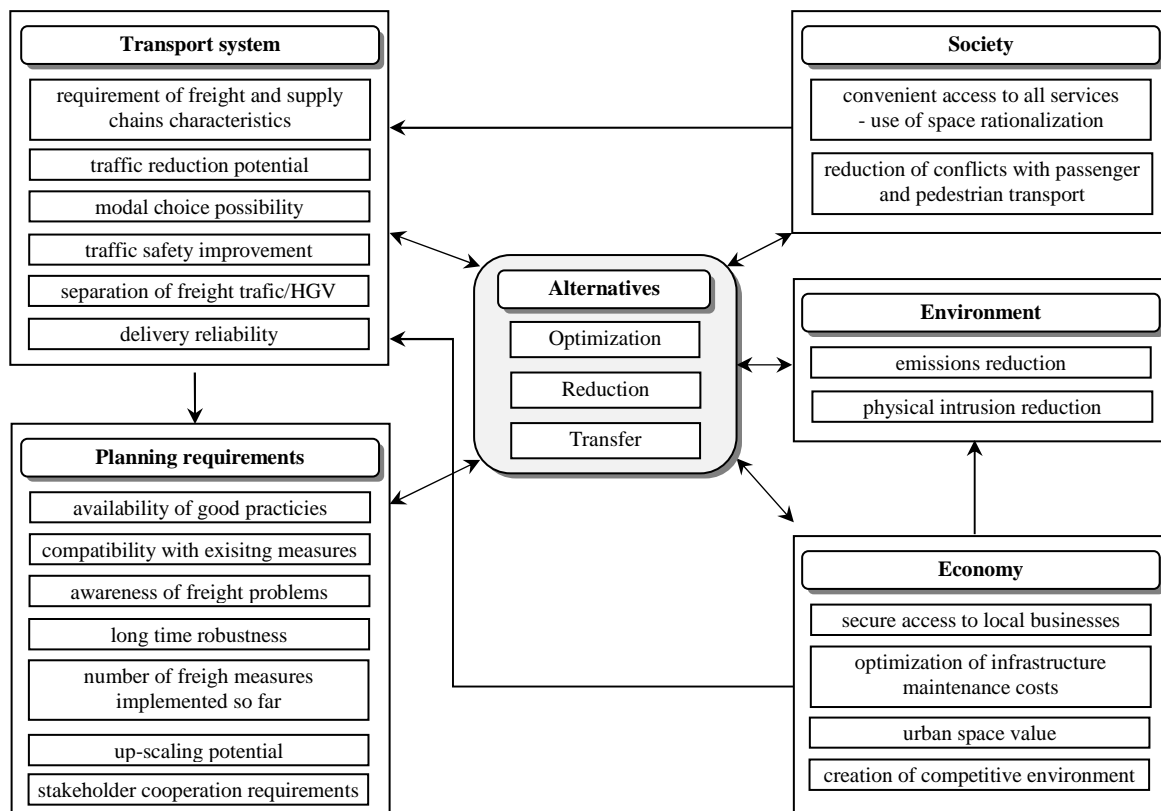 Transport system
requirement of freight and supply
chains characteristics
traffic reduction potential
modal choice possibility
traffic safety improvement
separation of freight trafic/HGV
delivery reliability
Planning requirements
availability of good practicies
compatibility with exisitng measures
awareness of freight problems
long time robustness
number of freigh measures
implemented so far
up-scaling potential
stakeholder cooperation requirements
Alternatives
Optimization
Reduction
Transfer
Society
convenient access to all services
- use of space rationalization
reduction of conflicts with passenger
and pedestrian transport
Environment
emissions reduction
physical intrusion reduction
Economy
secure access to local businesses
optimization of infrastructure
maintenance costs
urban space value
creation of competitive environment